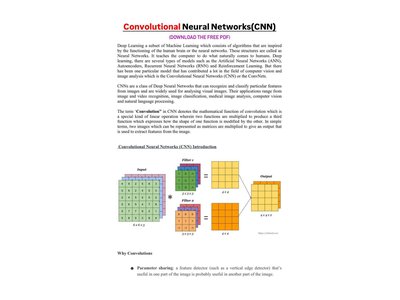 Convolutional Neural Networks(CNN)
(DOWNLOAD THE FREE PDF)
Deep Learning a subset of Machine Learning which consists of algorithms that are inspired
by the functioning of the human brain or the neural networks. These structures are called as
Neural Networks. It teaches the computer to do what naturally comes to humans. Deep
learning, there are several types of models such as the Artificial Neural Networks (ANN),
Autoencoders, Recurrent Neural Networks (RNN) and Reinforcement Learning. But there
has been one particular model that has contributed a lot in the field of computer vision and
image analysis which is the Convolutional Neural Networks (CNN) or the ConvNets.
CNNs are a class of Deep Neural Networks that can recognize and classify particular features
from images and are widely used for analysing visual images. Their applications range from
image and video recognition, image classification, medical image analysis, computer vision
and natural language processing.
The term 'Convolution" in CNN denotes the mathematical function of convolution which is
a special kind of linear operation wherein two functions are multiplied to produce a third
function which expresses how the shape of one function is modified by the other. In simple
terms, two images which can be represented as matrices are multiplied to give an output that
is used to extract features from the image.
:Convolutional Neural Networks (CNN) Introduction
Input
Filter 1
Output
Filter 2
Why Convolutions
Parameter sharing: a feature detector (such as a vertical edge detector) that's
useful in one part of the image is probably useful in another part of the image.